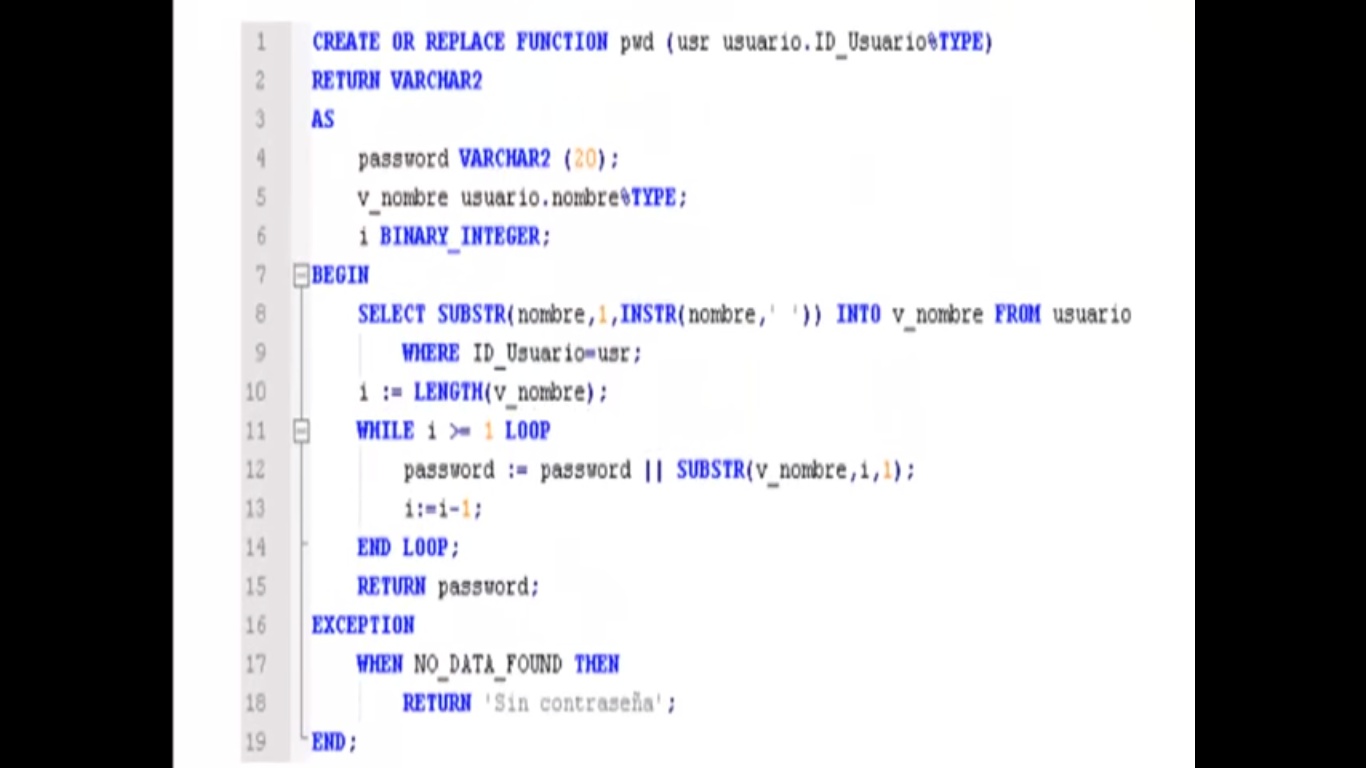 1 CREATE OR REPLACE FUNCTION pwd (usr usuario.ID_Usuario%TYPE)
2 RETURN VARCHAR2
3 AS
4 password VARCHAR2 (20);
5 v_nombre usuario.nombre%TYPE;
6 i BINARY_INTEGER;
7 BEGIN
8 SELECT SUBSTR(nombre,1,INSTR(nombre,' ')) INTO v_nombre FROM usuario
9 WHERE ID_Usuario=usr;
10 i := LENGTH(v_nombre);
11 WHILE i >= 1 LOOP
12 password := password || SUBSTR(v_nombre,i,1);
13 i:=i-1;
14 END LOOP;
15 RETURN password;
16 EXCEPTION
17 WHEN NO_DATA_FOUND THEN
18 RETURN 'Sin contraseña';
19 END;